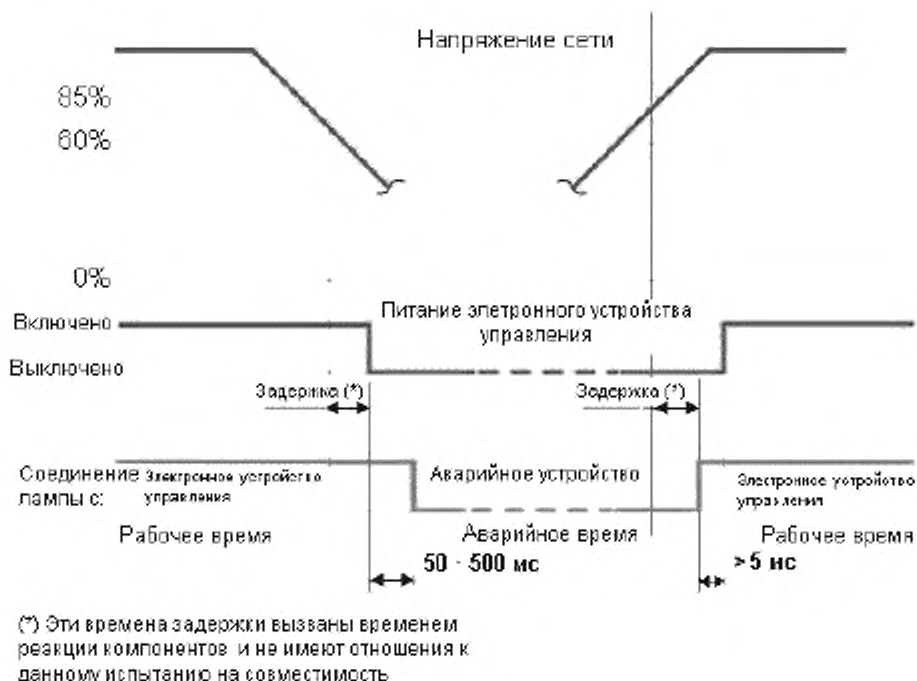 Напряжение сети
85%
60%
0%
Питание элетронного устройства
управления
Включено
Выключено
Задержка (*)
Задержка (*)
Соединение
лампы с:
Электронное устройство
управления
Аварийное устройство
Электронное устройство
управления
Рабочее время
Аварийное время
Рабочее время
50 - 500 мс
>5 мс
(*) Эти времена задержки вызваны временем
реакции компонентов и не имеют отношения к
данному испытанию на совместимость